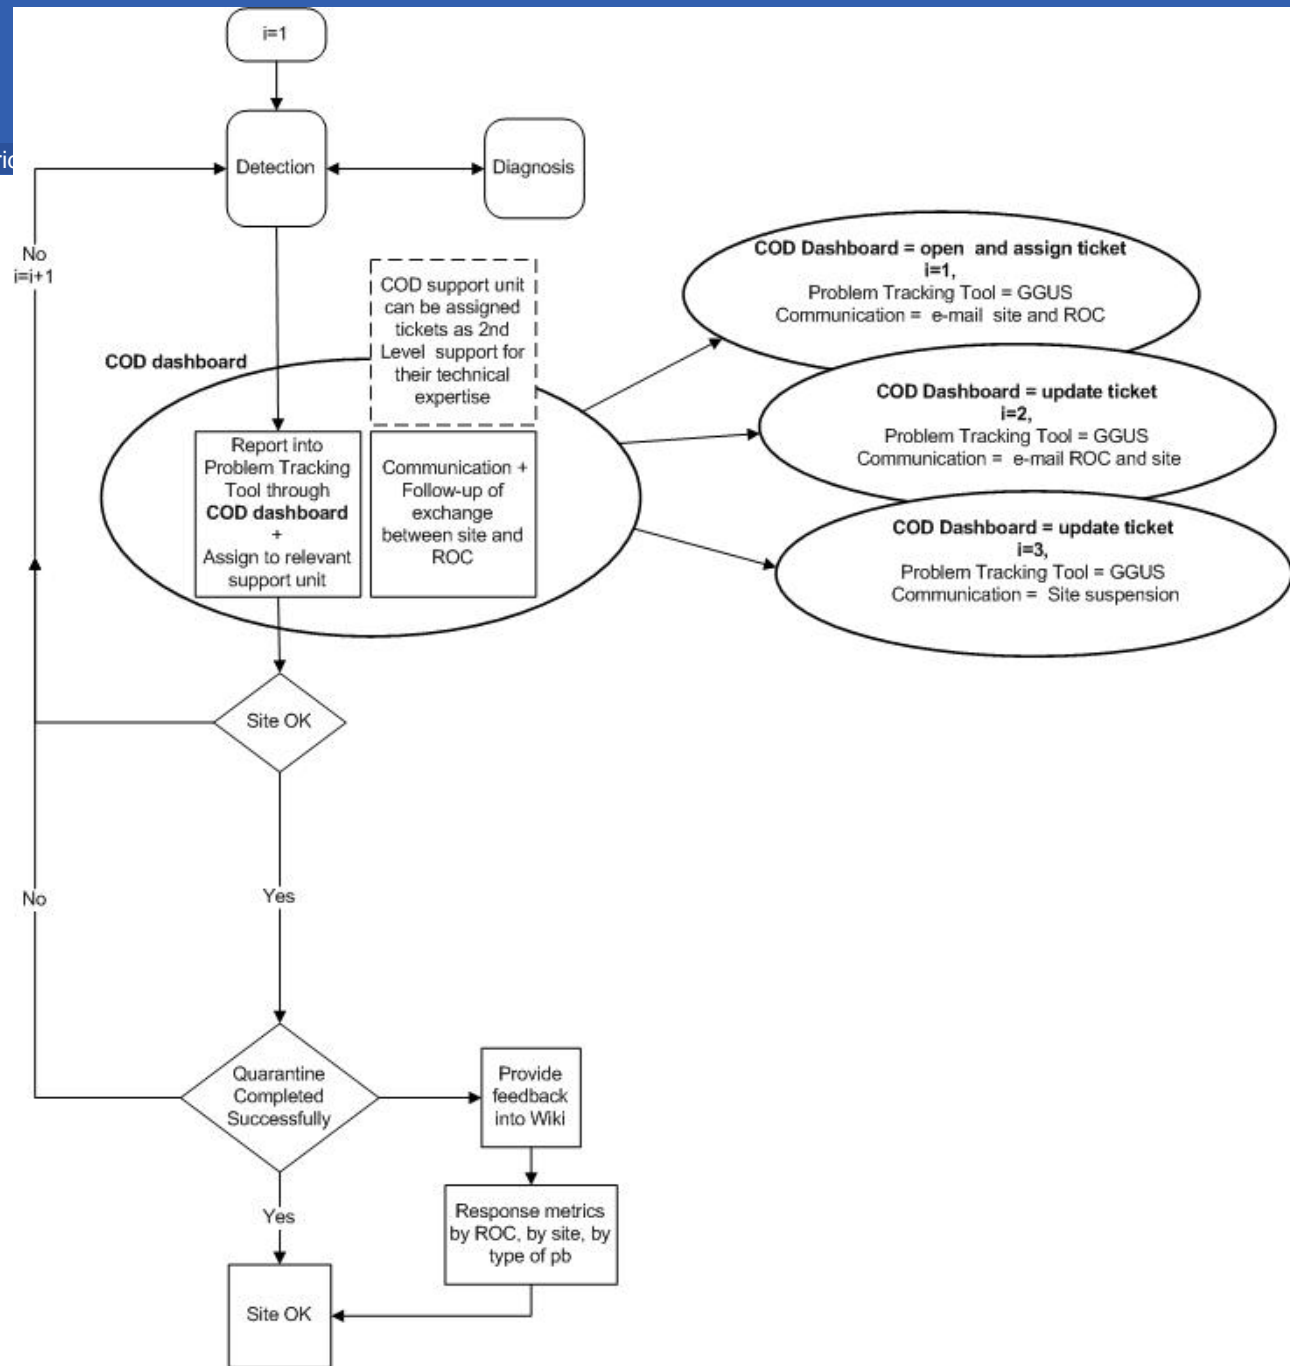 i=1
Detection
Diagnosis
No
i=i+1
COD support unit
can be assigned
tickets as 2nd
Level support for
their technical
expertise
COD dashboard
Report into
Problem Tracking
Tool through
COD dashboard
+
Assign to relevant
support unit
Communication +
Follow-up of
exchange
between site and
ROC
COD Dashboard = open and assign ticket
i=1,
Problem Tracking Tool = GGUS
Communication = e-mail site and ROC
COD Dashboard = update ticket
i=2,
Problem Tracking Tool = GGUS
Communication = e-mail ROC and site
COD Dashboard = update ticket
i=3,
Problem Tracking Tool = GGUS
Communication = Site suspension
Site OK
No
Yes
Quarantine
Completed
Successfully
Provide
feedback
into Wiki
Yes
Response metrics
by ROC, by site, by
type of pb
Site OK